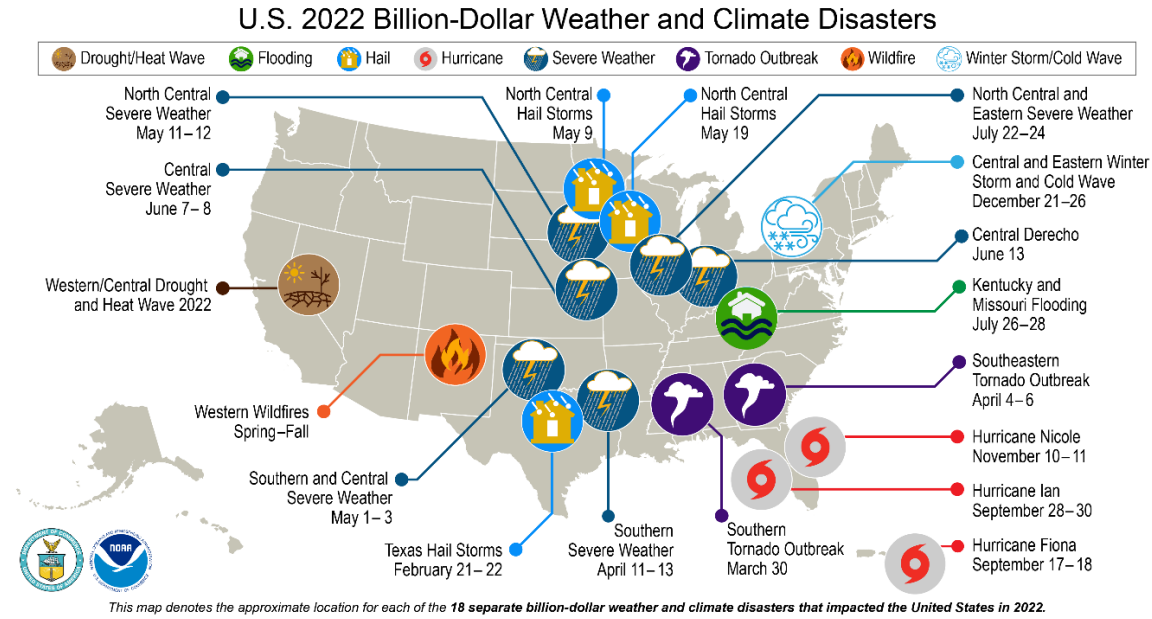 U.S. 2022 Billion-Dollar Weather and Climate Disasters
Drought/Heat Wave Flooding Hail Hurricane Severe Weather Tornado Outbreak Wildfire Winter Storm/Cold Wave
North Central
Severe Weather
May 11–12
Central
Severe Weather
June 7–8
Western/Central Drought
and Heat Wave 2022
Western Wildfires
Spring–Fall
Southern and Central
Severe Weather
May 1–3
Texas Hail Storms
February 21–22
North Central
Hail Storms
May 9
North Central
Hail Storms
May 19
North Central and
Eastern Severe Weather
July 22–24
Central and Eastern Winter
Storm and Cold Wave
December 21–26
Central Derecho
June 13
Kentucky and
Missouri Flooding
July 26–28
Southeastern
Tornado Outbreak
April 4–6
Hurricane Nicole
November 10–11
Hurricane Ian
September 28–30
Hurricane Fiona
September 17–18
Southern
Severe Weather
April 11–13
Southern
Tornado Outbreak
March 30
NOAA
This map denotes the approximate location for each of the 18 separate billion-dollar weather and climate disasters that impacted the United States in 2022.